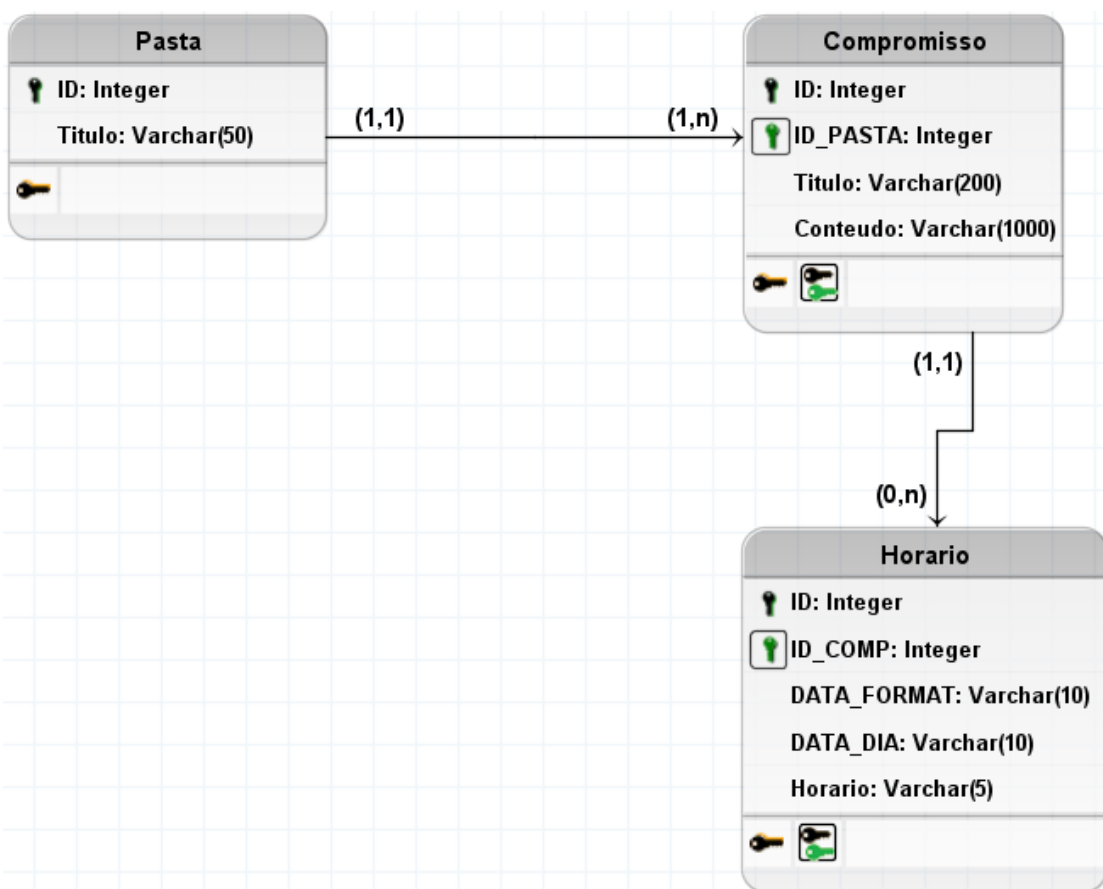 Pasta
ID: Integer
Titulo: Varchar(50)
(1,1)
(1,n)
Compromisso
ID: Integer
ID_PASTA: Integer
Titulo: Varchar(200)
Conteudo: Varchar(1000)
(1,1)
(0,n)
Horario
ID: Integer
ID_COMP: Integer
DATA_FORMAT: Varchar(10)
DATA_DIA: Varchar(10)
Horario: Varchar(5)